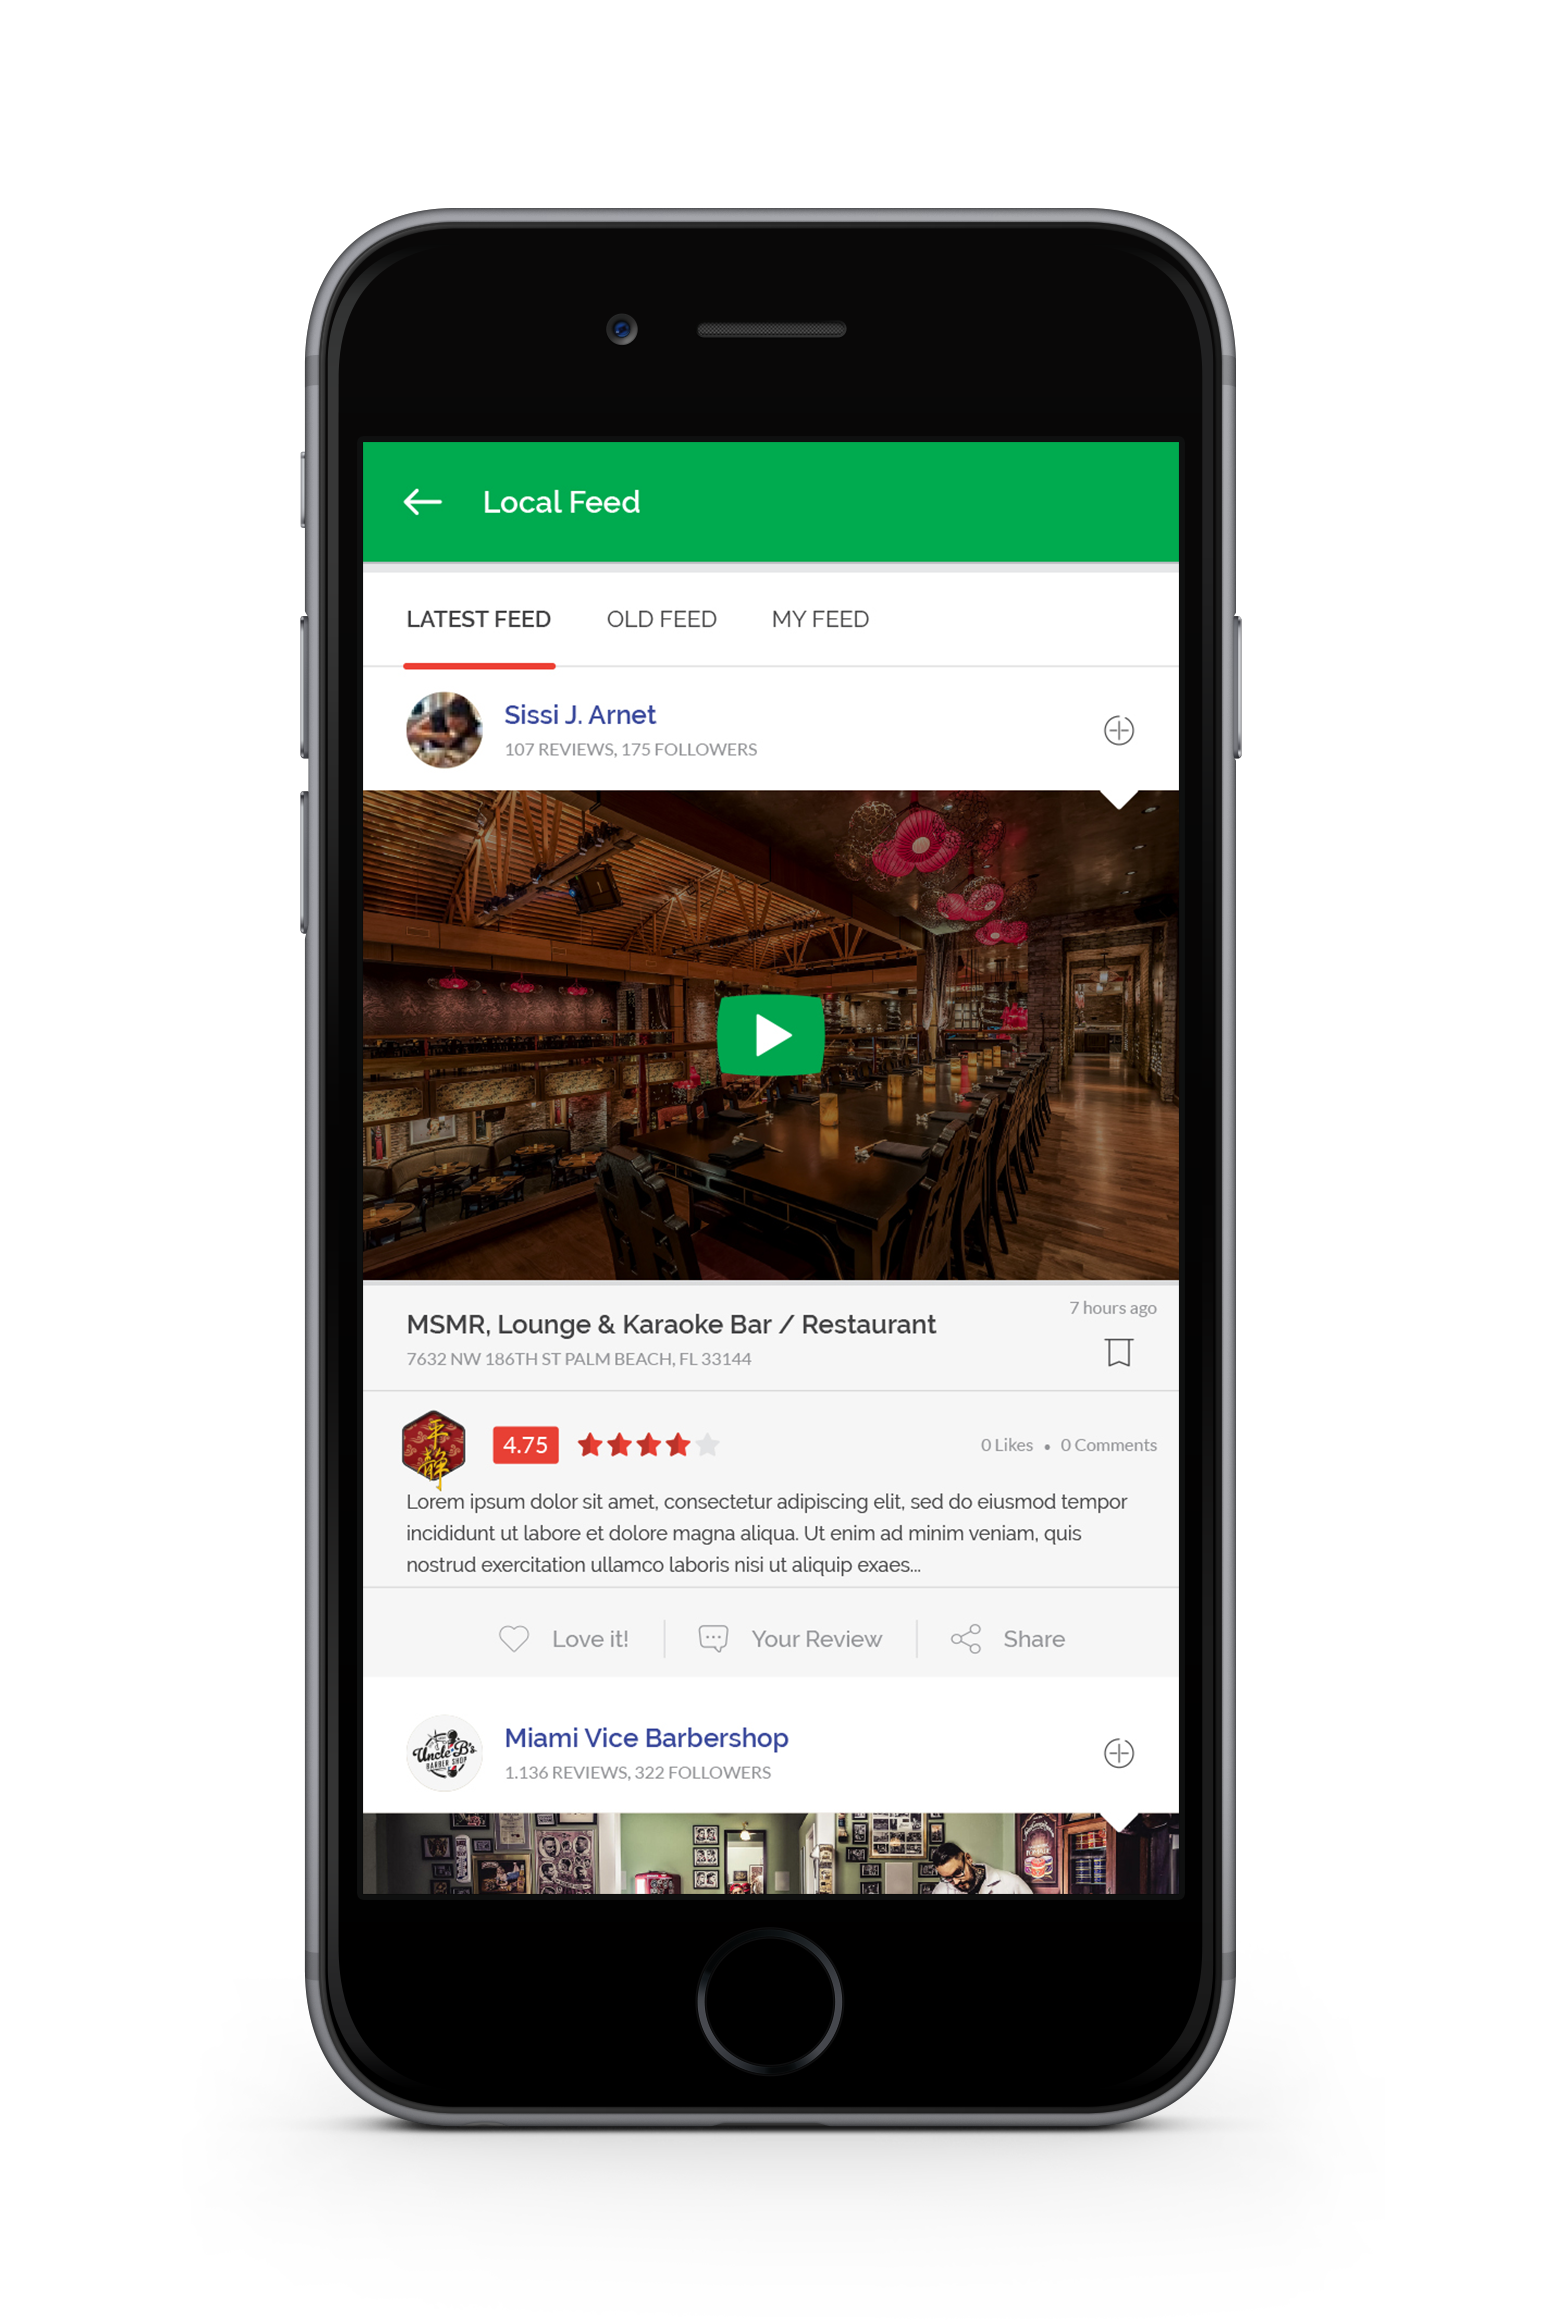 Local Feed
LATEST FEED
OLD FEED
MY FEED
Sissi J. Arnet
107 REVIEWS, 175 FOLLOWERS
7 hours ago
MSMR, Lounge & Karaoke Bar / Restaurant
7632 NW 186TH ST PALM BEACH, FL 33144
平
静
4.75
0 Likes • 0 Comments
Lorem ipsum dolor sit amet, consectetur adipiscing elit, sed do eiusmod tempor
incididunt ut labore et dolore magna aliqua. Ut enim ad minim veniam, quis
nostrud exercitation ullamco laboris nisi ut aliquip exaes...
Love it!
Your Review
Share
Uncle B's
BARBER SHOP
Miami Vice Barbershop
1.136 REVIEWS, 322 FOLLOWERS